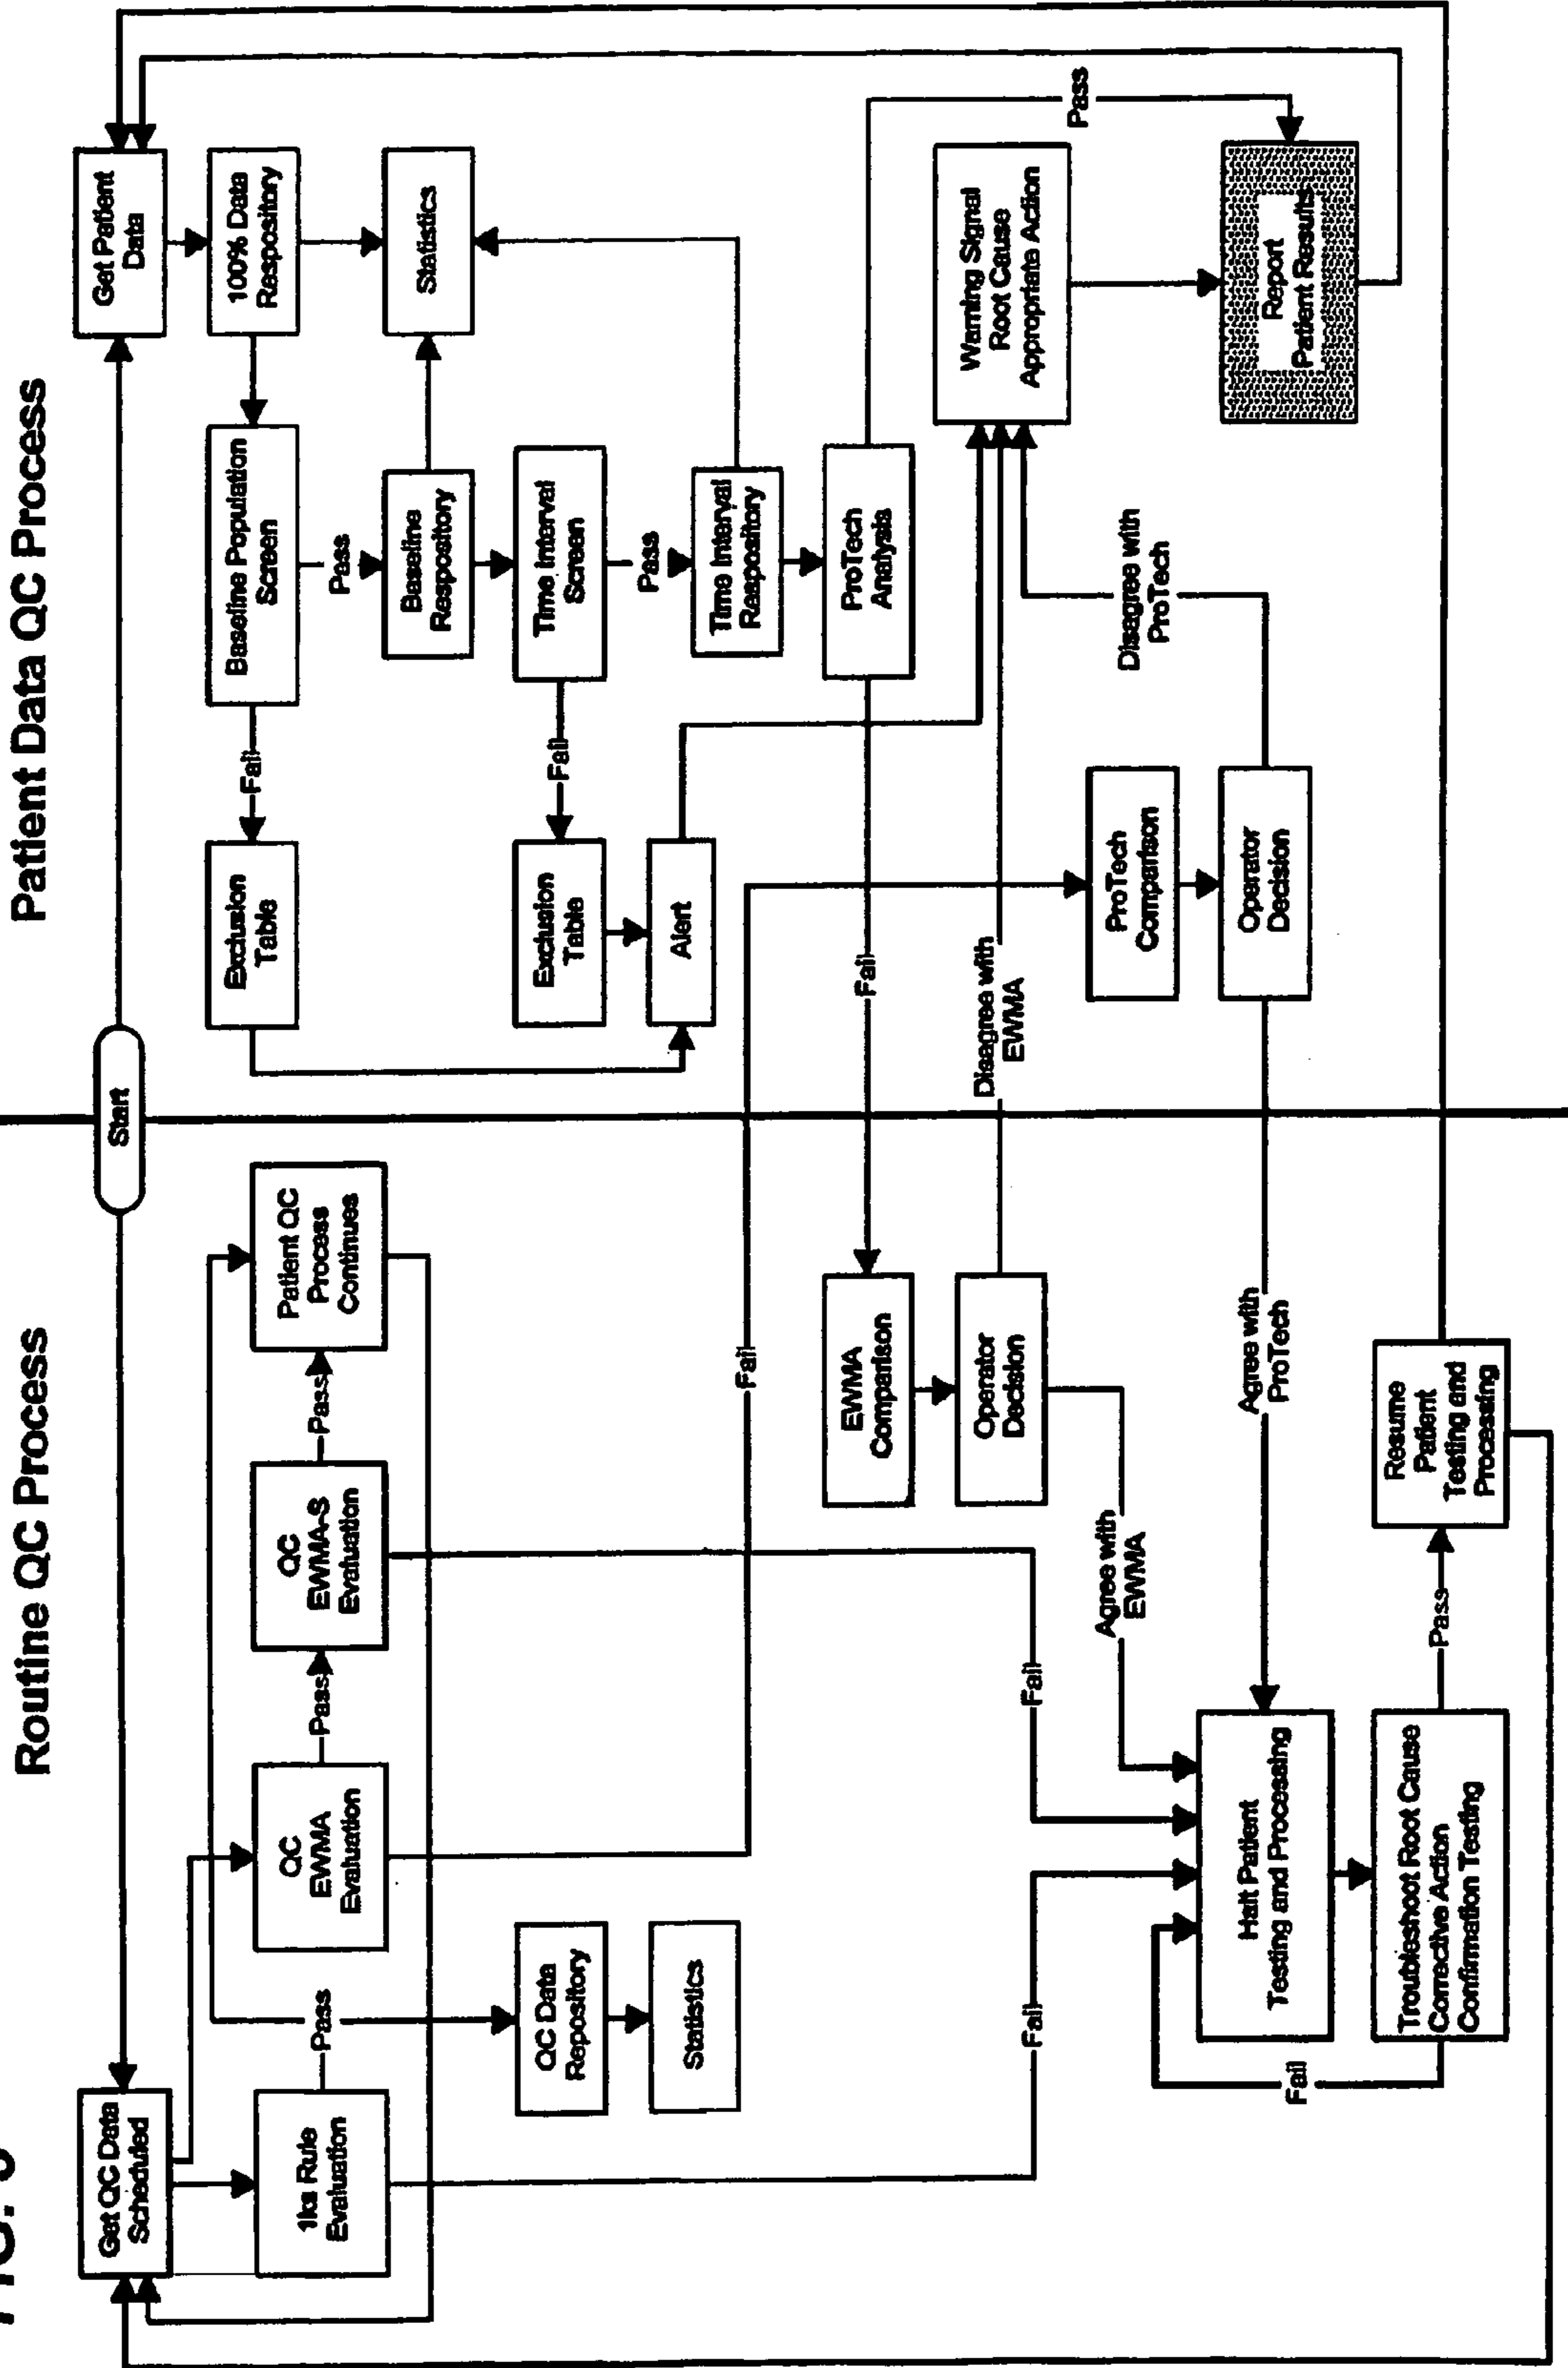 Routine QC Process
Patient Data QC Process
Start
Get QC Data
Scheduled
1ks Rule
Evaluation
Pass
QC
EWMA
Evaluation
Pass
QC
EWMA-S
Evaluation
Pass
Patient QC
Process
Continues
QC Data
Repository
Statistics
Fail
Fail
Fail
EWMA
Comparison
Operator
Decision
Agree with
EWMA
Halt Patient
Testing and Processing
Fail
Troubleshoot Root Cause
Corrective Action
Confirmation Testing
Pass
Resume
Patient
Testing and
Processing
Get Patient
Data
Exclusion
Table
Fail
Baseline Population
Screen
100% Data
Respository
Pass
Baseline
Respository
Statistics
Exclusion
Table
Fail
Time Interval
Screen
Pass
Alert
Time Interval
Respository
Fail
ProTech
Analysis
Pass
Disagree with
EWMA
Warning Signal
Root Cause
Appropriate Action
ProTech
Comparison
Disagree with
ProTech
Operator
Decision
Agree with
ProTech
Report
Patient Results